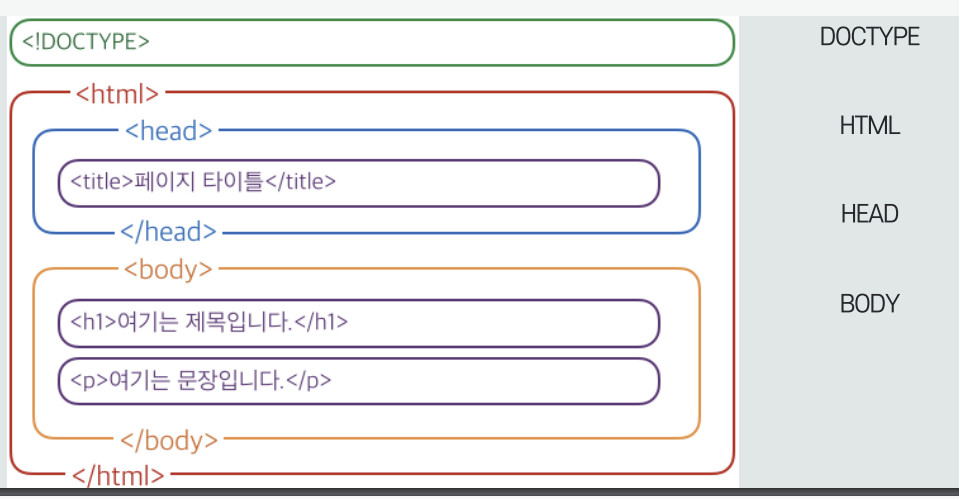 <!DOCTYPE>
<html>
<head>
<title>페이지 타이틀</title>
</head>
<body>
<h1>여기는 제목입니다.</h1>
<p>여기는 문장입니다.</p>
</body>
</html>
DOCTYPE
HTML
HEAD
BODY